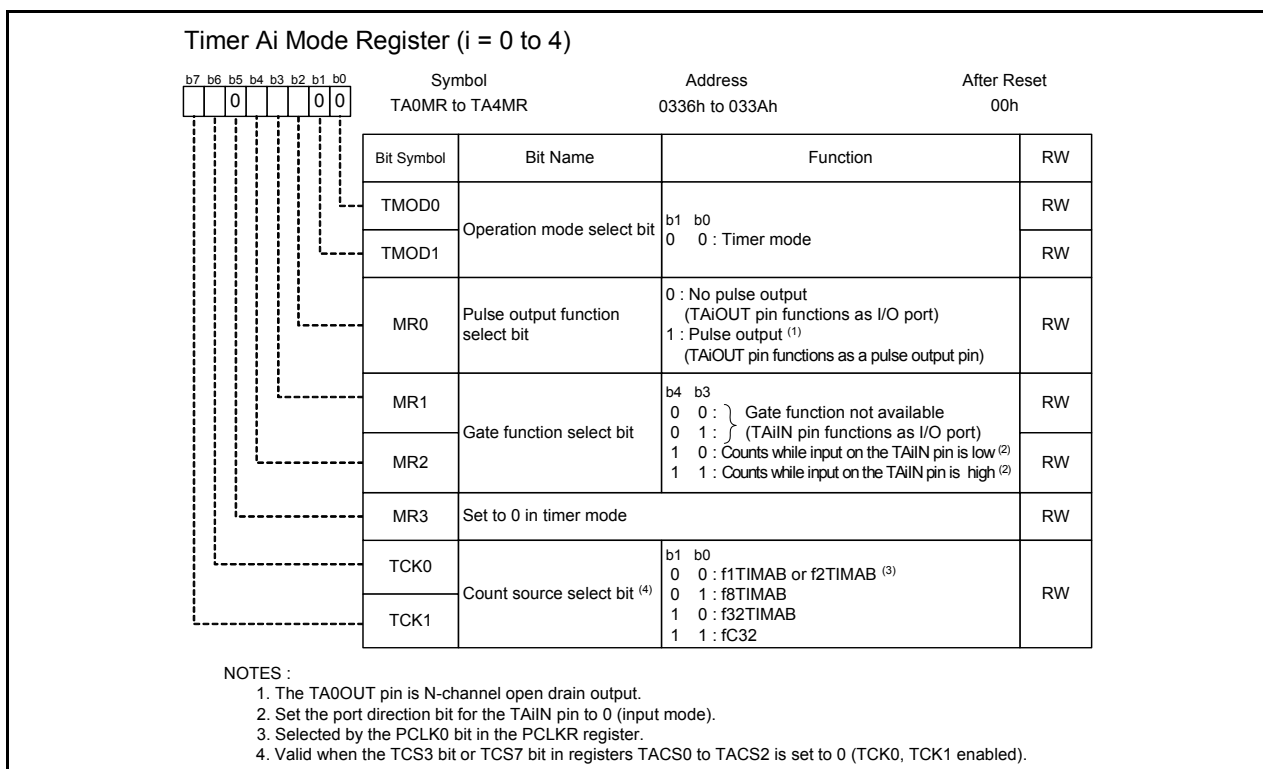 Timer Ai Mode Register (i = 0 to 4)
b7 b6 b5 b4 b3 b2 b1 b0
0 0 0
Symbol Address After Reset
TA0MR to TA4MR 0336h to 033Ah 00h
Bit Symbol Bit Name Function RW
TMOD0 RW
Operation mode select bit
b1 b0
0 0 : Timer mode
TMOD1 RW
MR0
Pulse output function
select bit
0 : No pulse output
(TAiOUT pin functions as I/O port)
1 : Pulse output (1)
(TAiOUT pin functions as a pulse output pin)
RW
MR1 RW
Gate function select bit
b4 b3
0 0 : } Gate function not available
0 1 : } (TAiIN pin functions as I/O port)
1 0 : Counts while input on the TAiIN pin is low (2)
1 1 : Counts while input on the TAiIN pin is high (2)
MR2 RW
MR3 Set to 0 in timer mode RW
TCK0
Count source select bit (4)
b1 b0
0 0 : f1TIMAB or f2TIMAB (3)
0 1 : f8TIMAB
1 0 : f32TIMAB
1 1 : fC32
RW
TCK1
NOTES :
1. The TA0OUT pin is N-channel open drain output.
2. Set the port direction bit for the TAiIN pin to 0 (input mode).
3. Selected by the PCLK0 bit in the PCLKR register.
4. Valid when the TCS3 bit or TCS7 bit in registers TACS0 to TACS2 is set to 0 (TCK0, TCK1 enabled).